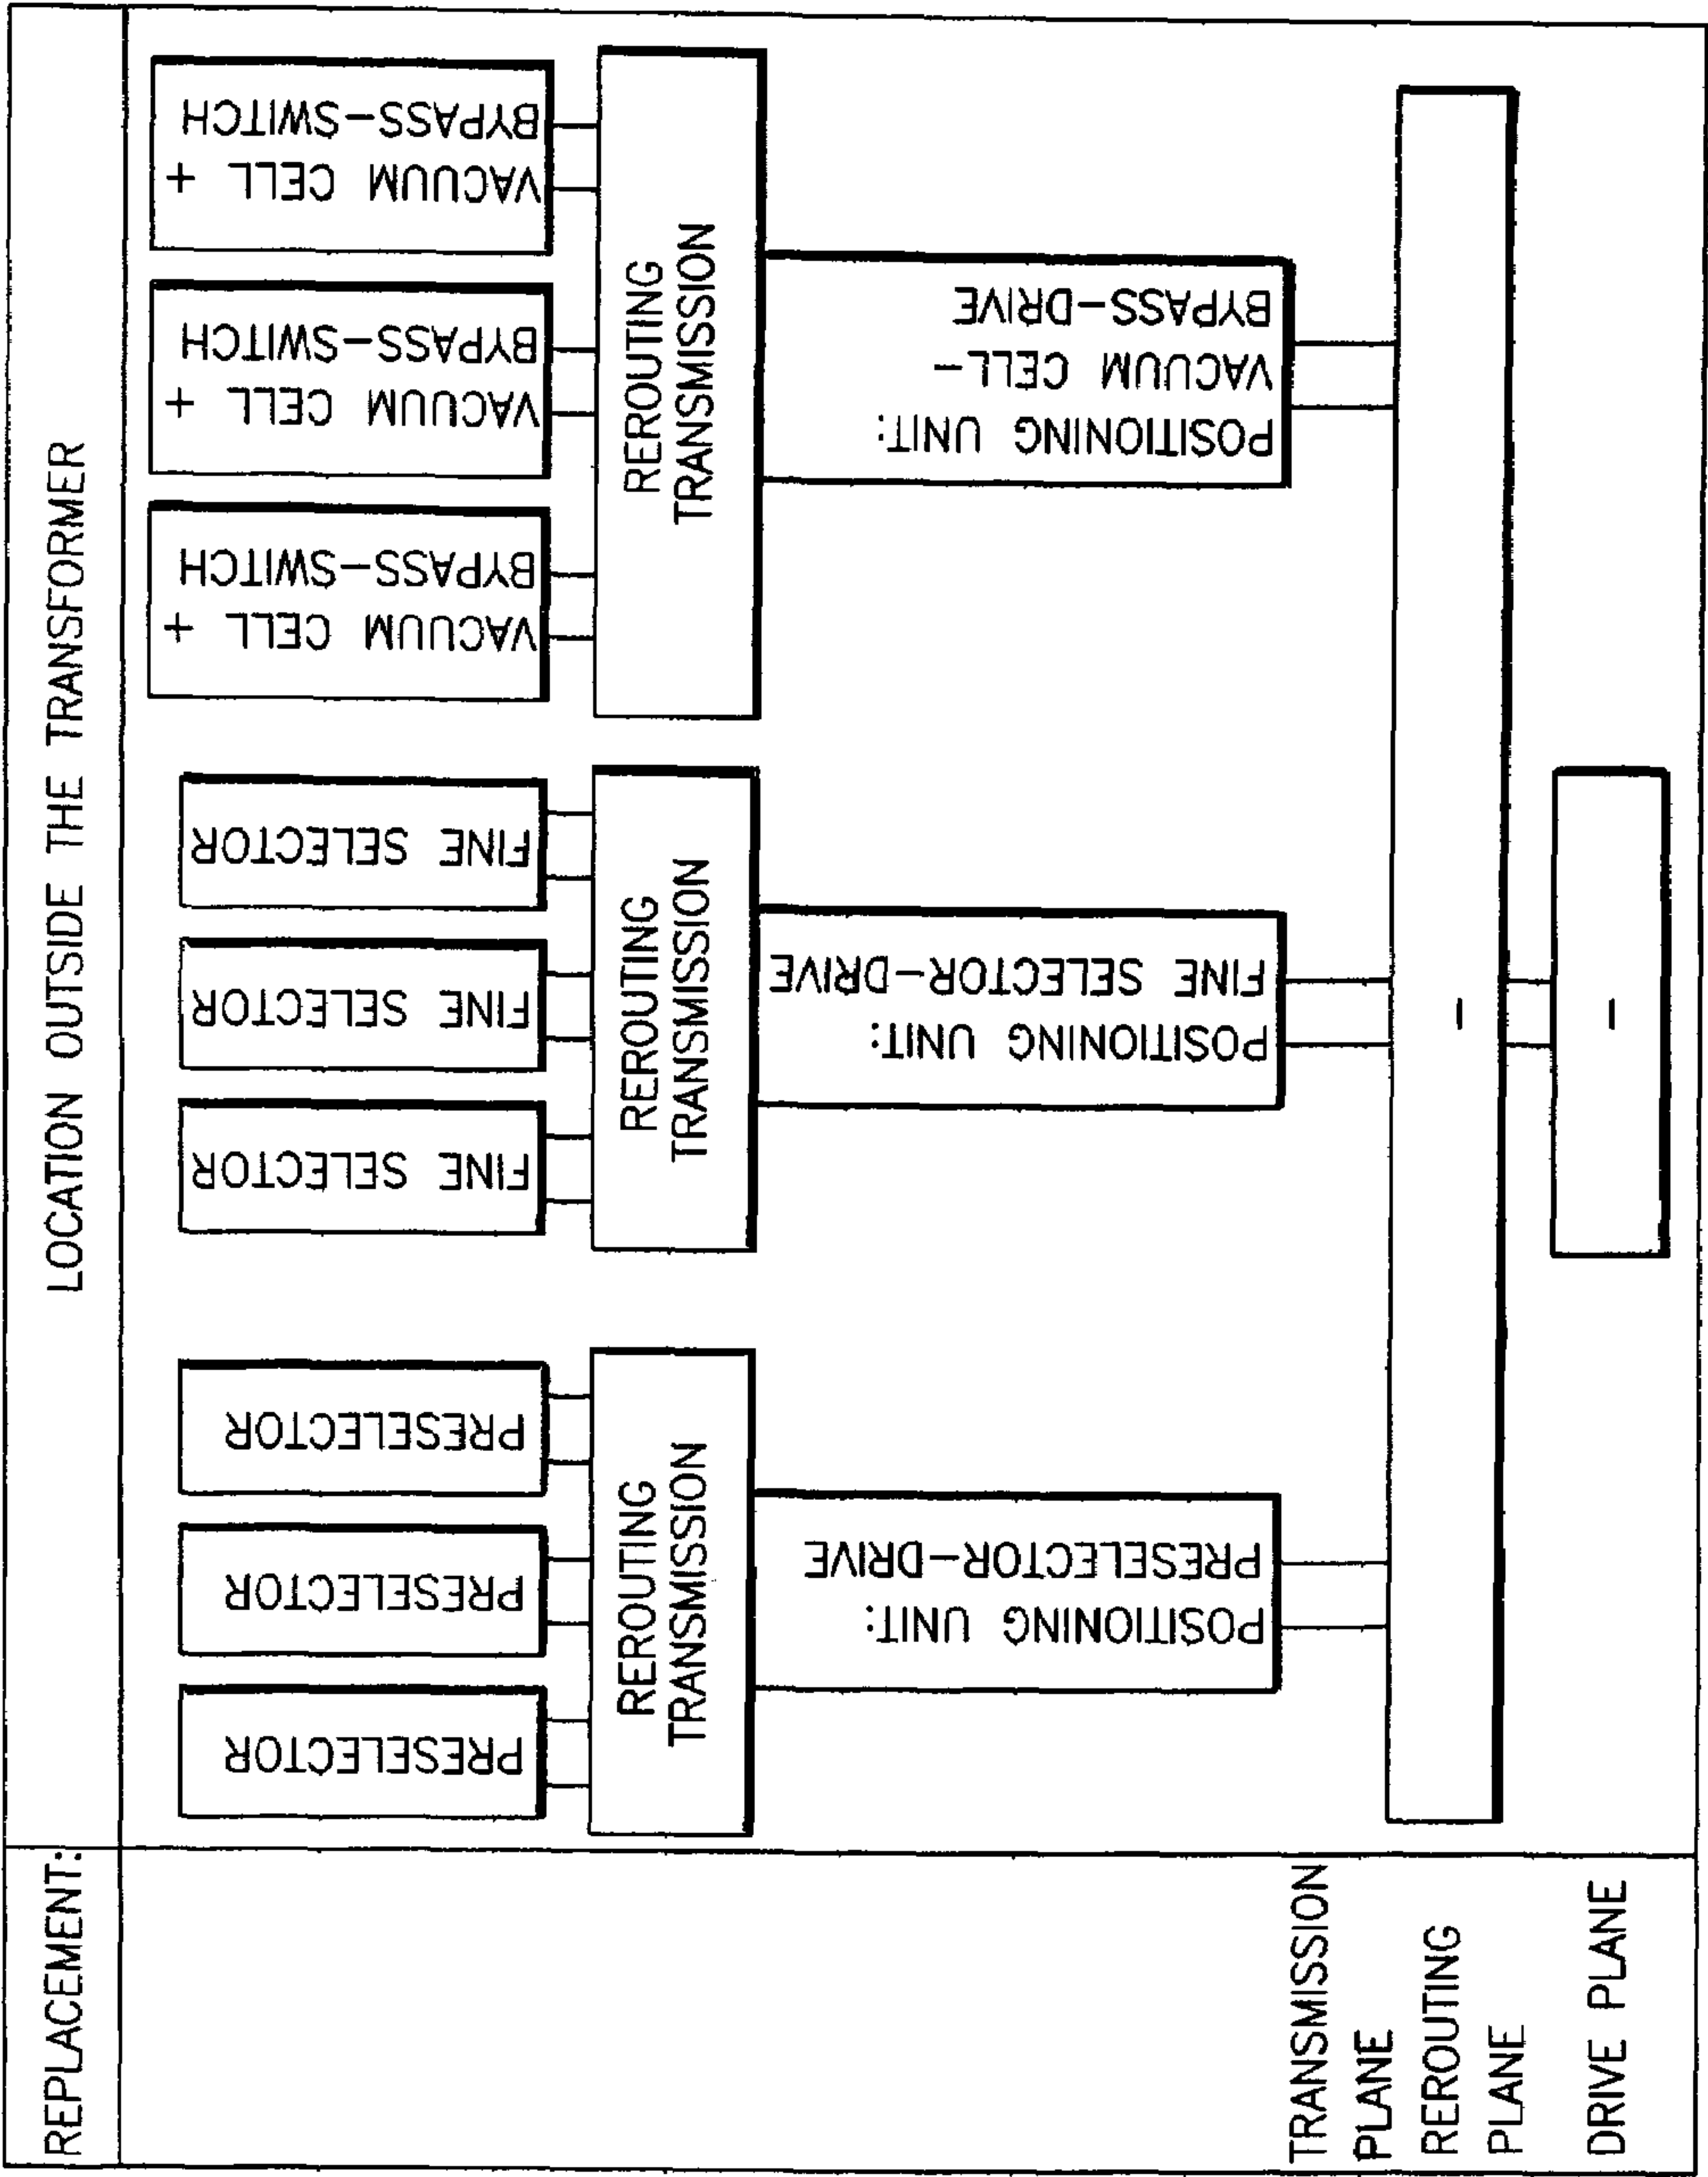 REPLACEMENT:
LOCATION OUTSIDE THE TRANSFORMER
PRESELECTOR
PRESELECTOR
PRESELECTOR
FINE SELECTOR
FINE SELECTOR
FINE SELECTOR
VACUUM CELL +
BYPASS-SWITCH
VACUUM CELL +
BYPASS-SWITCH
VACUUM CELL +
BYPASS-SWITCH
REROUTING
TRANSMISSION
REROUTING
TRANSMISSION
REROUTING
TRANSMISSION
POSITIONING UNIT:
PRESELECTOR-DRIVE
POSITIONING UNIT:
FINE SELECTOR-DRIVE
POSITIONING UNIT:
VACUUM CELL-
BYPASS-DRIVE
TRANSMISSION
PLANE
REROUTING
PLANE
-
DRIVE PLANE
-